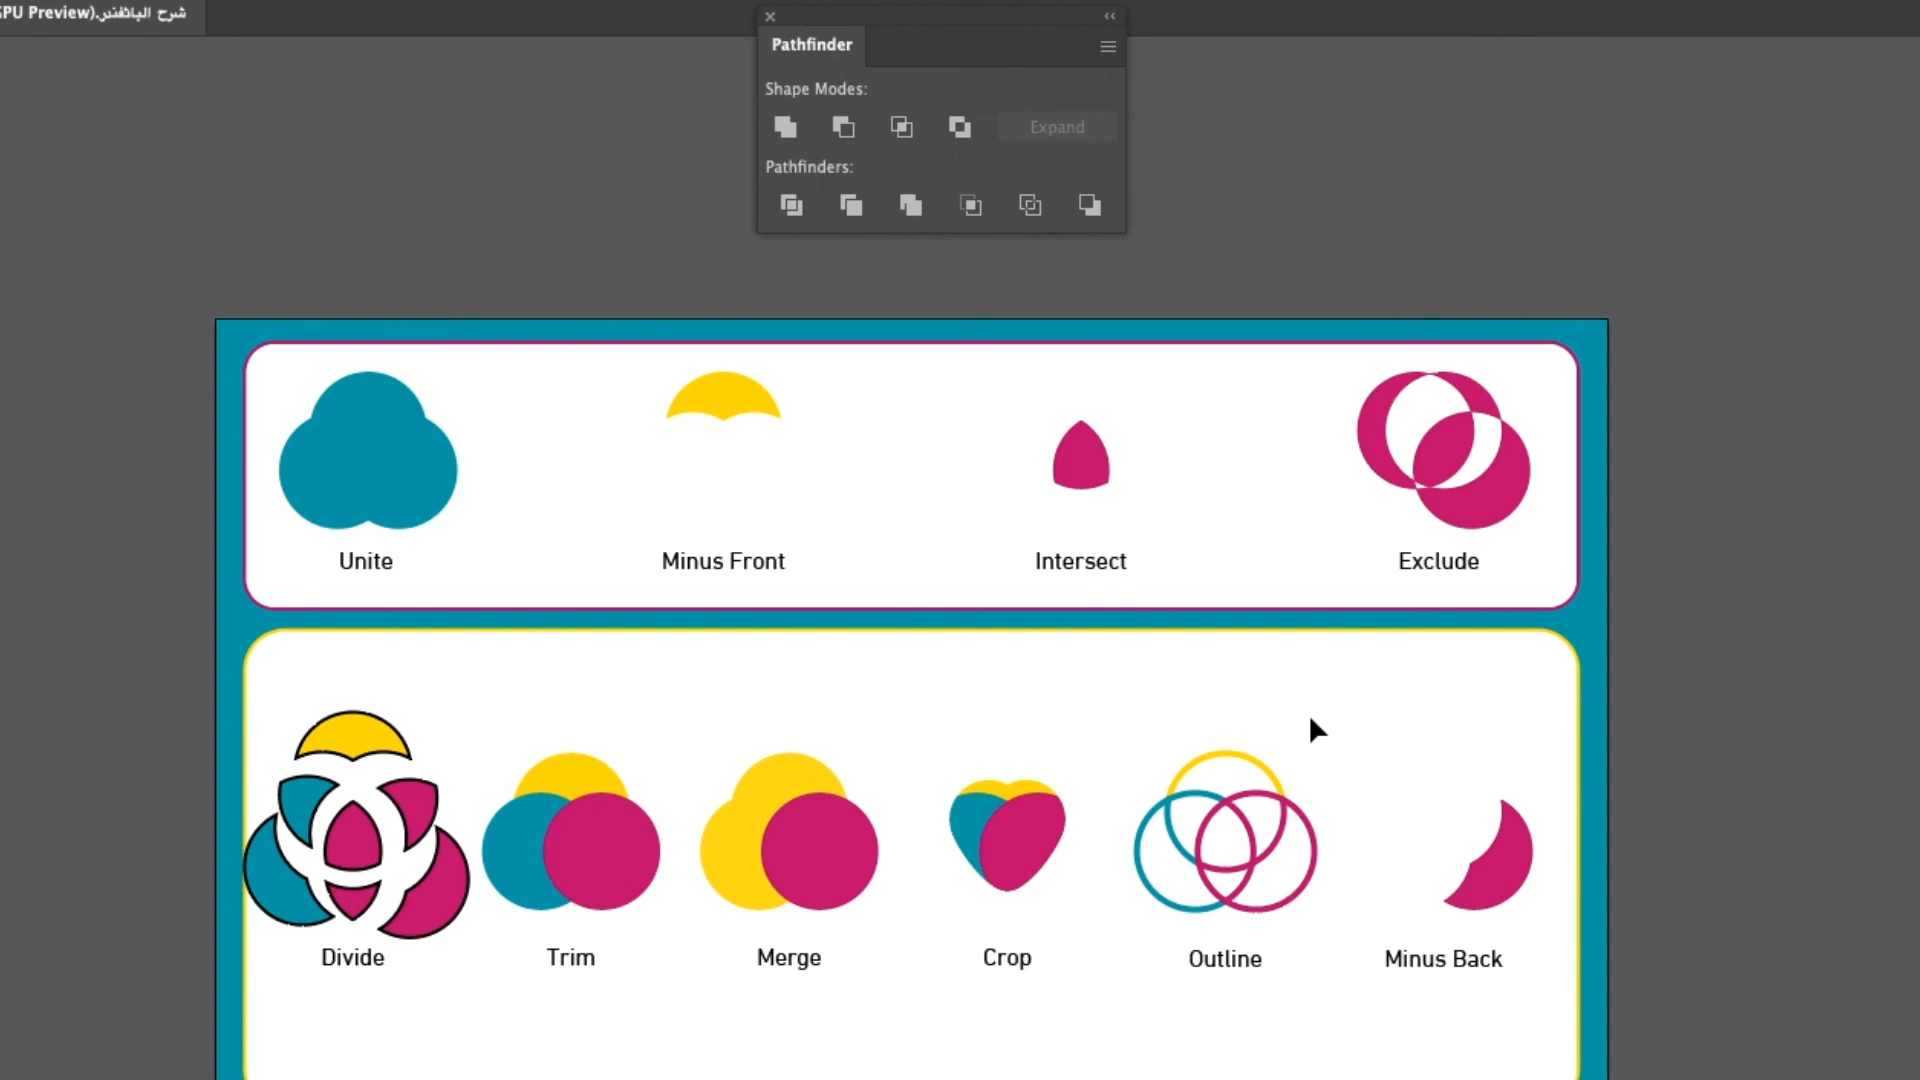 شرح الباثفندر.(GPU Preview)
Pathfinder
Shape Modes:
Expand
Pathfinders:
Unite Minus Front Intersect Exclude
Divide Trim Merge Crop Outline Minus Back